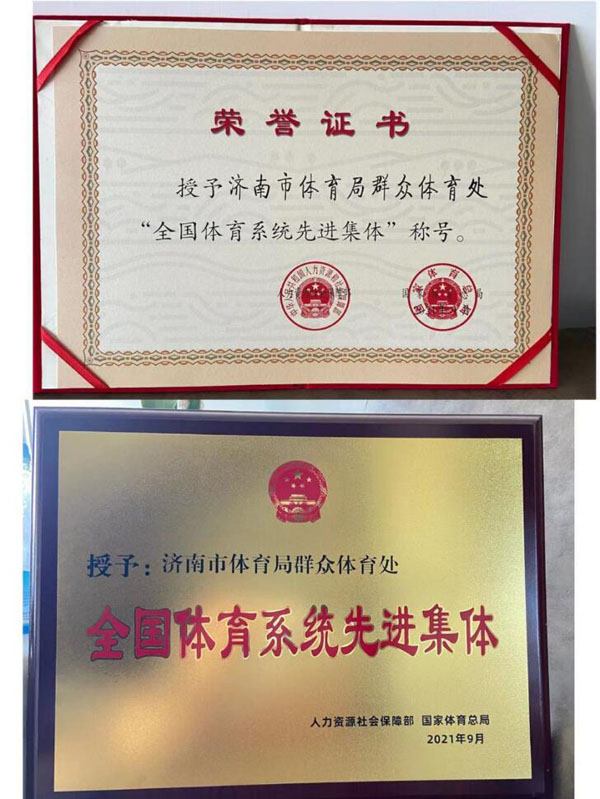 荣誉证书
授予济南市体育局群众体育处
“全国体育系统先进集体”称号。
授予：济南市体育局群众体育处
全国体育系统先进集体
人力资源社会保障部 国家体育总局
2021年9月